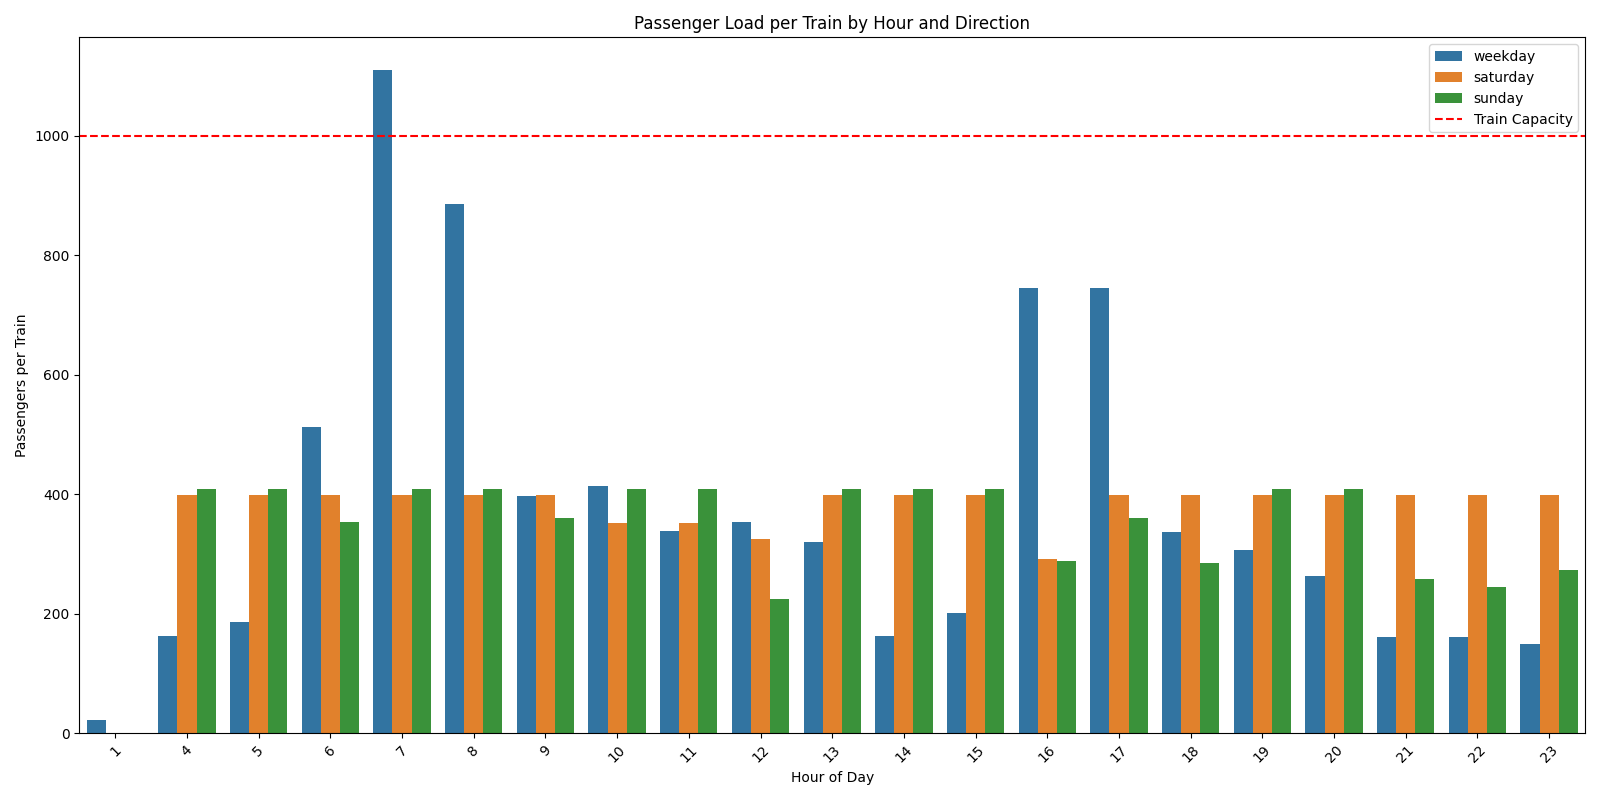 Passenger Load per Train by Hour and Direction
weekday
saturday
sunday
Train Capacity
Passengers per Train
1000
800
600
400
200
0
1 4 5 6 7 8 9 10 11 12 13 14 15 16 17 18 19 20 21 22 23
Hour of Day